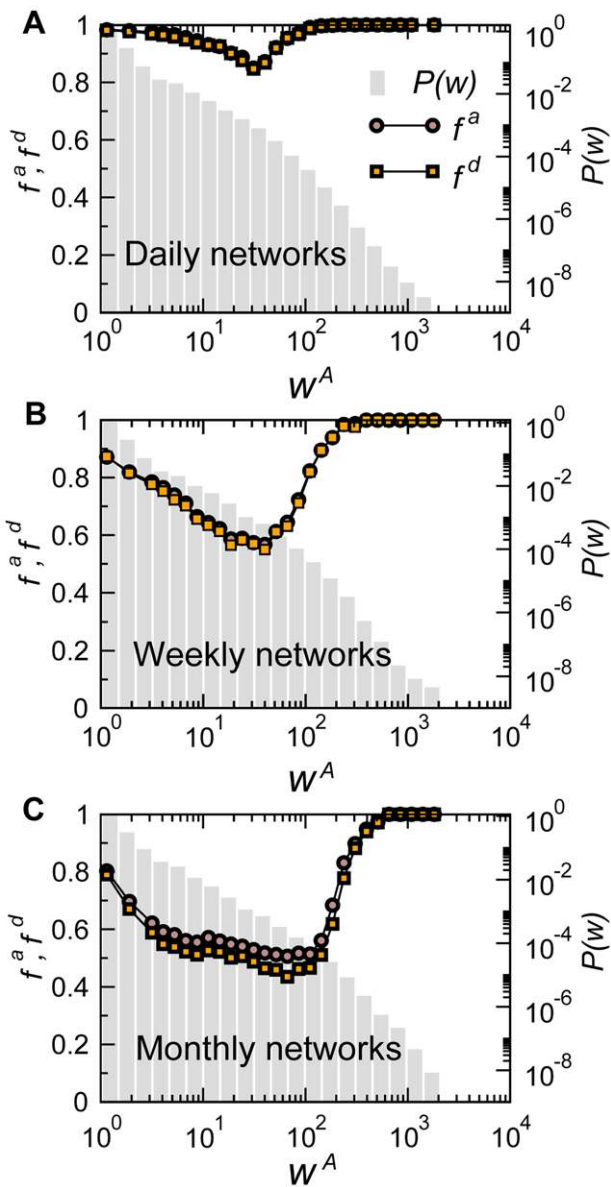 A
1
0.8
0.6
0.4
0.2
0
f^a, f^d
10^0
10^-2
10^-4
10^-6
10^-8
P(w)
P(w)
f^a
f^d
Daily networks
10^0 10^1 10^2 10^3 10^4
W^A
B
1
0.8
0.6
0.4
0.2
0
f^a, f^d
10^0
10^-2
10^-4
10^-6
10^-8
P(w)
Weekly networks
10^0 10^1 10^2 10^3 10^4
W^A
C
1
0.8
0.6
0.4
0.2
0
f^a, f^d
10^0
10^-2
10^-4
10^-6
10^-8
P(w)
Monthly networks
10^0 10^1 10^2 10^3 10^4
W^A